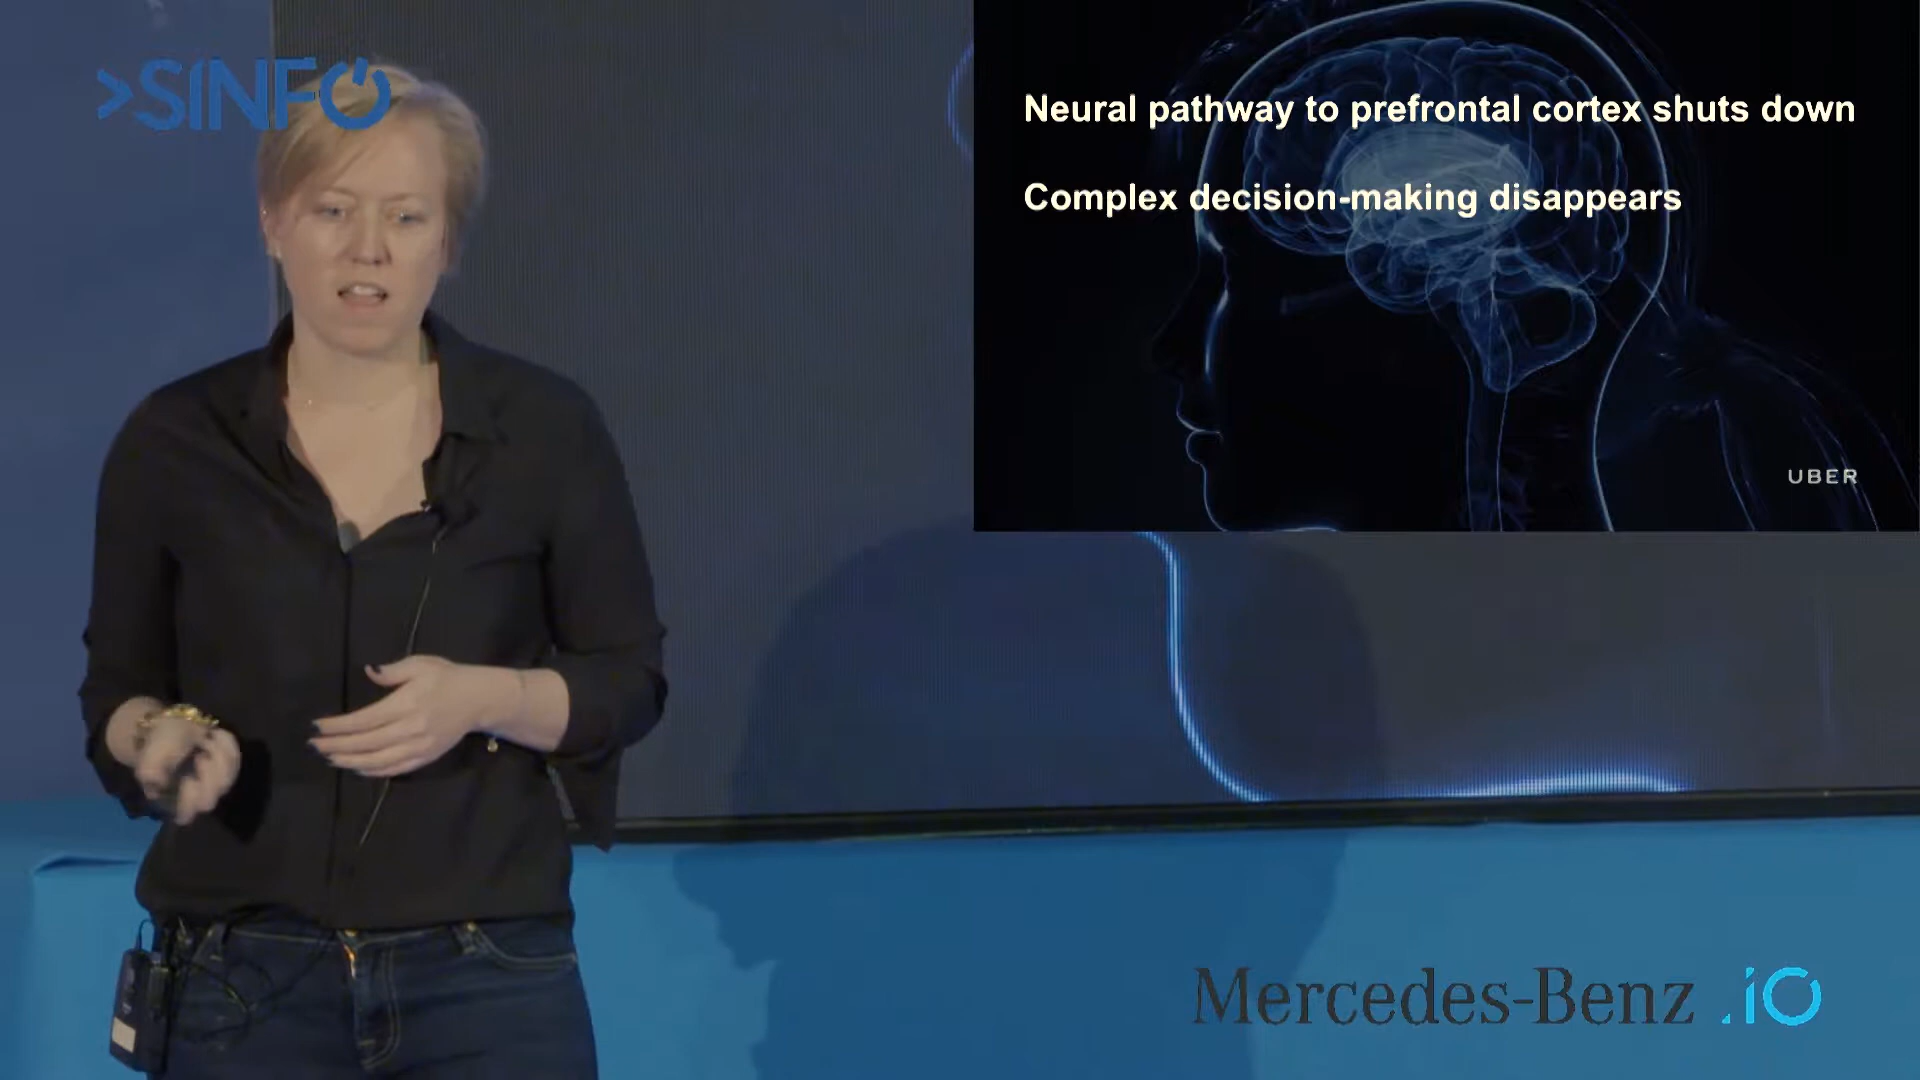 >SINFO
Neural pathway to prefrontal cortex shuts down
Complex decision-making disappears
UBER
Mercedes-Benz .io